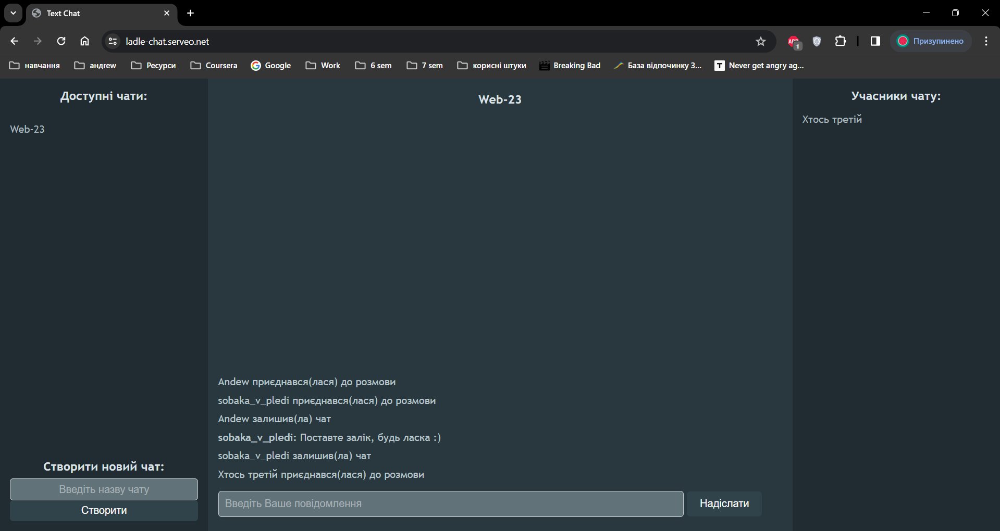 Text Chat
ladle-chat.serveo.net
ABP
1
Призупинено
навчання
андrew
Ресурси
Coursera
Google
Work
6 sem
7 sem
корисні штуки
Breaking Bad
База відпочинку З...
T Never get angry ag...
Доступні чати:
Web-23
Web-23
Учасники чату:
Хтось третій
Andew приєднався(лася) до розмови
sobaka_v_pledi приєднався(лася) до розмови
Andew залишив(ла) чат
sobaka_v_pledi: Поставте залік, будь ласка :)
sobaka_v_pledi залишив(ла) чат
Хтось третій приєднався(лася) до розмови
Створити новий чат:
Введіть назву чату
Створити
Введіть Ваше повідомлення
Надіслати